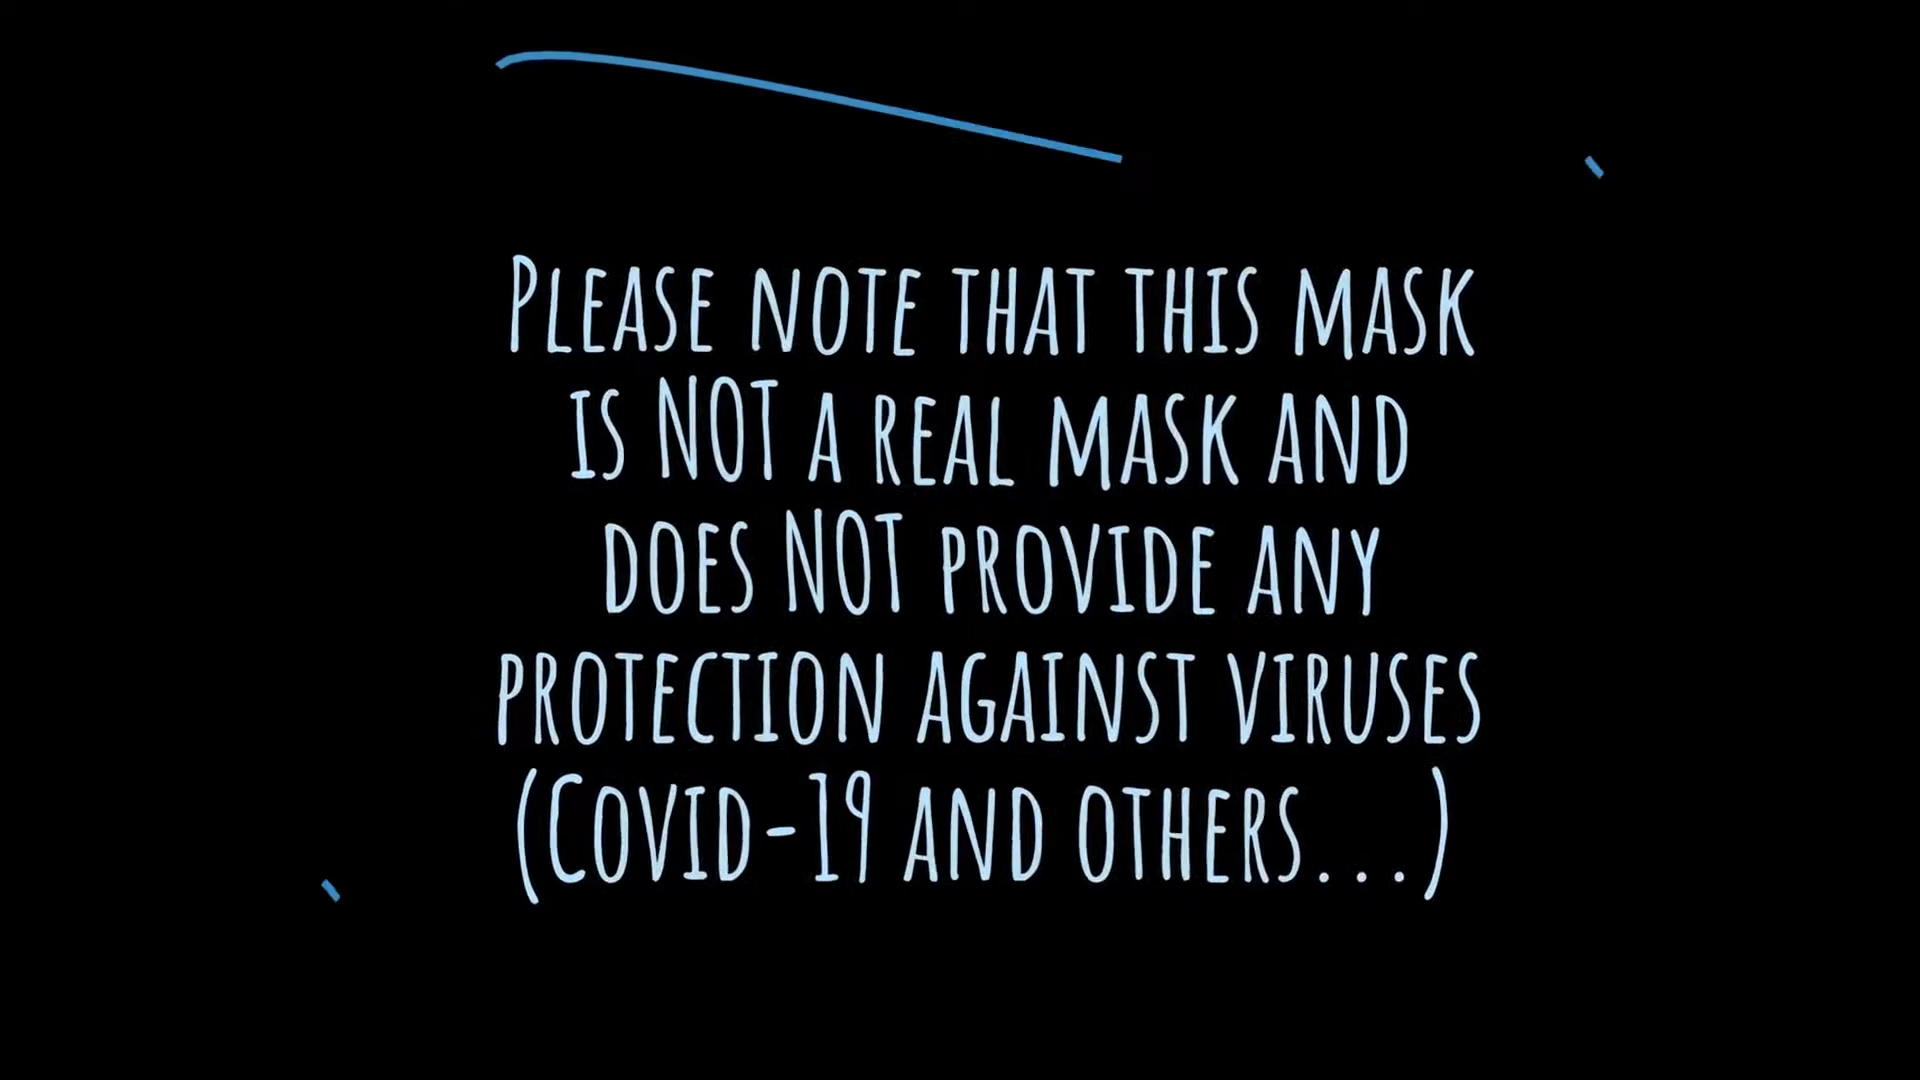 Please note that this mask
is NOT a real mask and
does NOT provide any
protection against viruses
(Covid-19 and others...)